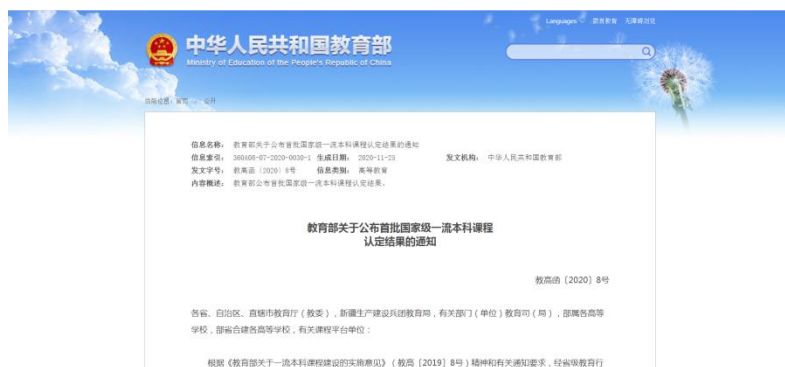 Languages
无障碍浏览
中华人民共和国教育部
Ministry of Education of the People's Republic of China
当前位置：首页 > 公开
信息名称： 教育部关于公布首批国家级一流本科课程认定结果的通知
信息索引： 360A08-07-2020-0030-1 生成日期： 2020-11-25 发文机构： 中华人民共和国教育部
发文字号： 教高函〔2020〕8号 信息类别： 高等教育
内容概述： 教育部公布首批国家级一流本科课程认定结果。
教育部关于公布首批国家级一流本科课程
认定结果的通知
教高函〔2020〕8号
各省、自治区、直辖市教育厅（教委），新疆生产建设兵团教育局，有关部门（单位）教育司（局），部属各高等
学校，部省合建各高等学校，有关课程平台单位：
根据《教育部关于一流本科课程建设的实施意见》（教高〔2019〕8号）精神和有关通知要求，经省级教育行